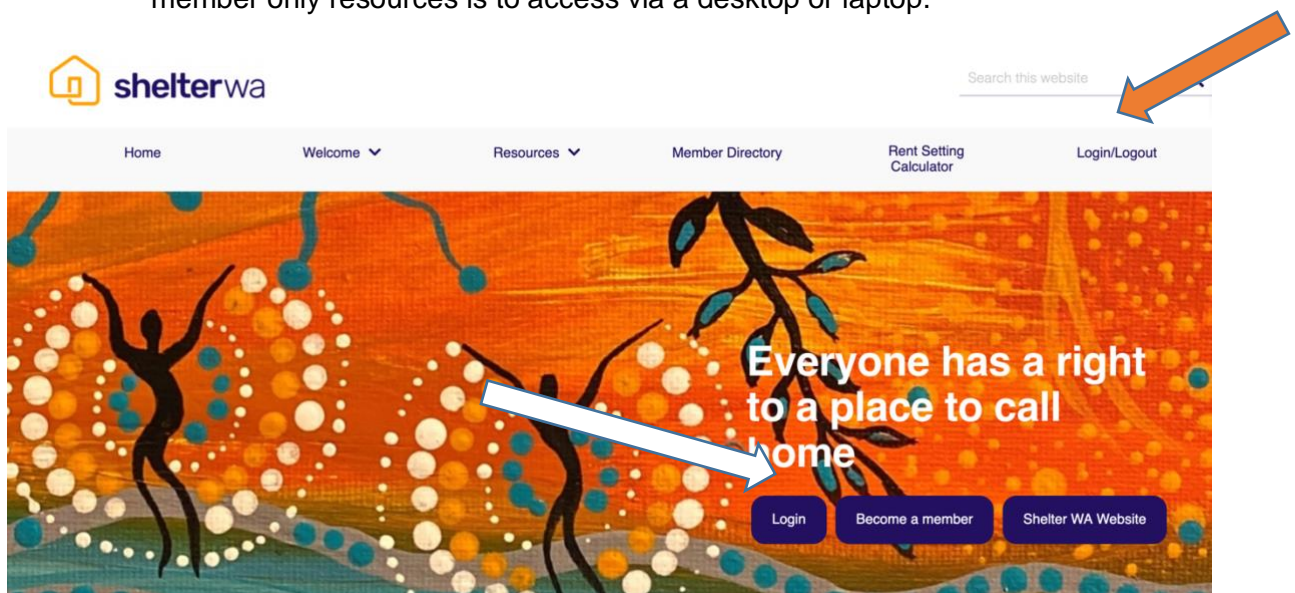 member only resources is to access via a desktop or laptop.
shelterwa
Search this website
Home
Welcome
Resources
Member Directory
Rent Setting
Calculator
Login/Logout
Everyone has a right
to a place to call
home
Login
Become a member
Shelter WA Website